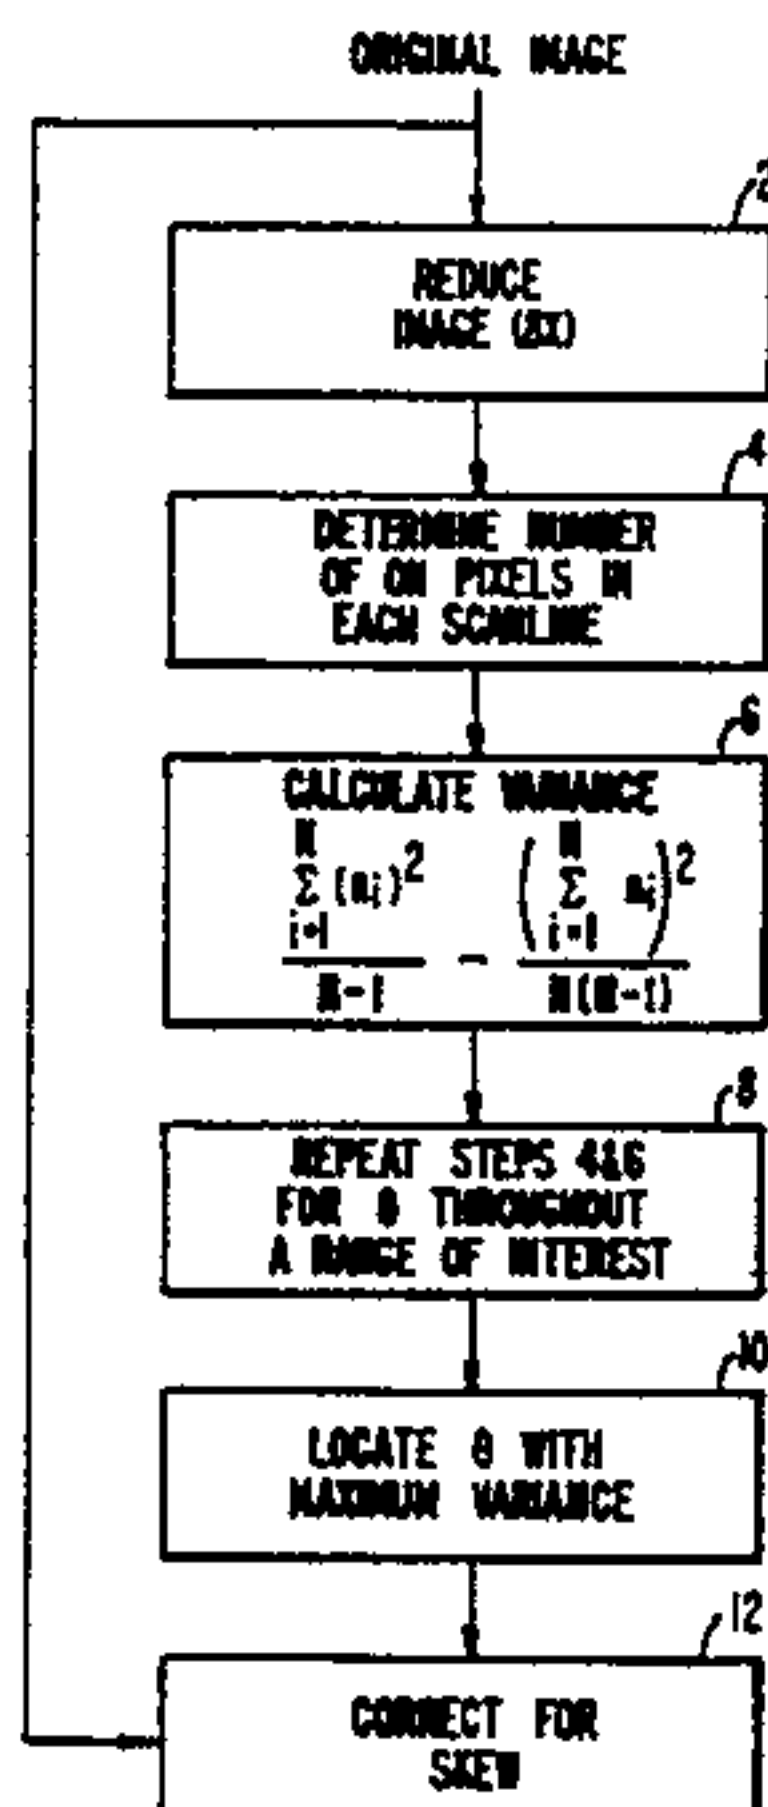 ORIGINAL IMAGE
2
REDUCE
IMAGE (8X)
4
DETERMINE NUMBER
OF ON PIXELS IN
EACH SCANLINE
6
CALCULATE VARIANCE
N N
Σ (nᵢ)² ( Σ nᵢ )²
i=1 i=1
N-1 - N(N-1)
8
REPEAT STEPS 4&6
FOR θ THROUGHOUT
A RANGE OF INTEREST
10
LOCATE θ WITH
MAXIMUM VARIANCE
12
CORRECT FOR
SKEW